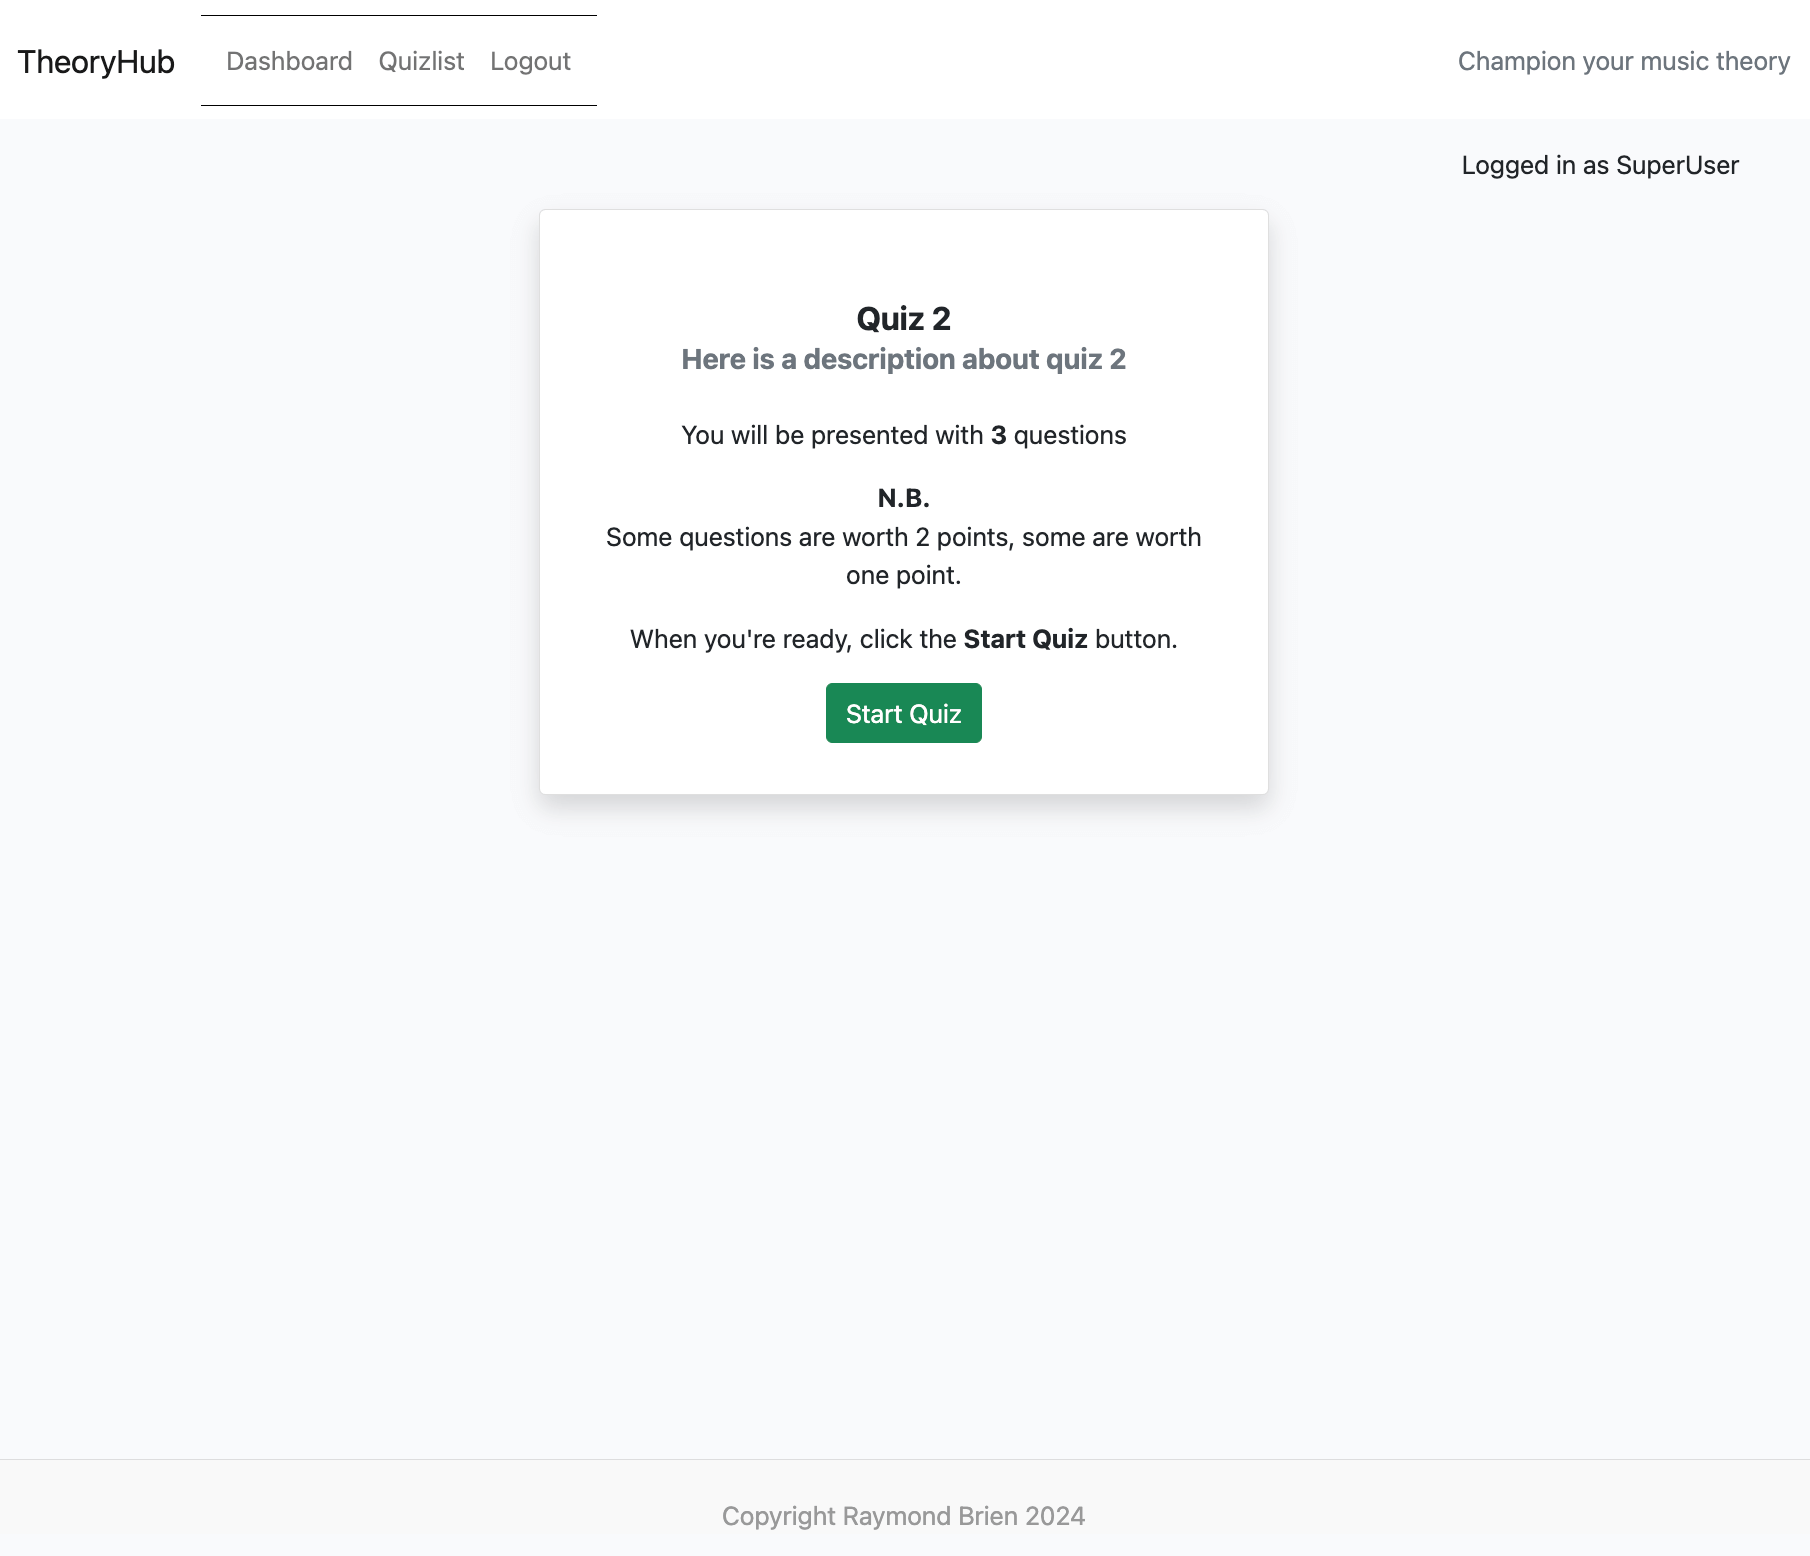 TheoryHub Dashboard Quizlist Logout Champion your music theory
Logged in as SuperUser
Quiz 2
Here is a description about quiz 2
You will be presented with 3 questions
N.B.
Some questions are worth 2 points, some are worth
one point.
When you're ready, click the Start Quiz button.
Start Quiz
Copyright Raymond Brien 2024